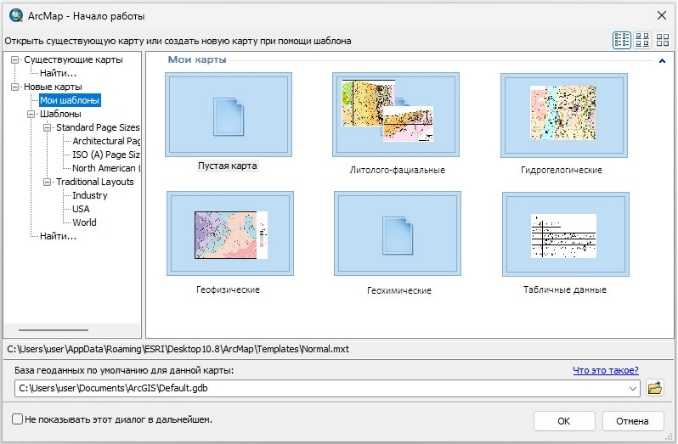 ArcMap - Начало работы
Открыть существующую карту или создать новую карту при помощи шаблона
Существующие карты
Найти...
Новые карты
Мои шаблоны
Шаблоны
Standard Page Sizes
Architectural Pag
ISO (A) Page Siz
North American (
Traditional Layouts
Industry
USA
World
Найти...
Мои карты
Пустая карта
Литолого-фациальные
Гидрогелогические
Геофизические
Геохимические
Табличные данные
C:\Users\user\AppData\Roaming\ESRI\Desktop10.8\ArcMap\Templates\Normal.mxt
База геоданных по умолчанию для данной карты:
Что это такое?
C:\Users\user\Documents\ArcGIS\Default.gdb
Не показывать этот диалог в дальнейшем.
ОК
Отмена